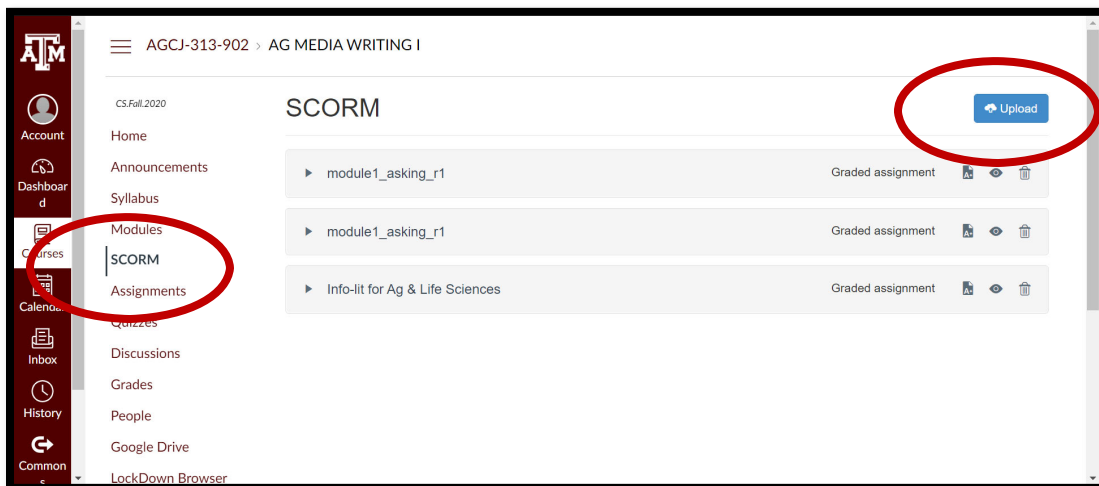 AGCJ-313-902 › AG MEDIA WRITING I
ĀM
Account
Dashboar
d
Courses
Calendar
Inbox
History
Common
s
CS.Fall.2020
Home
Announcements
Syllabus
Modules
SCORM
Assignments
Quizzes
Discussions
Grades
People
Google Drive
LockDown Browser
SCORM
Upload
module1_asking_r1 Graded assignment
module1_asking_r1 Graded assignment
Info-lit for Ag & Life Sciences Graded assignment